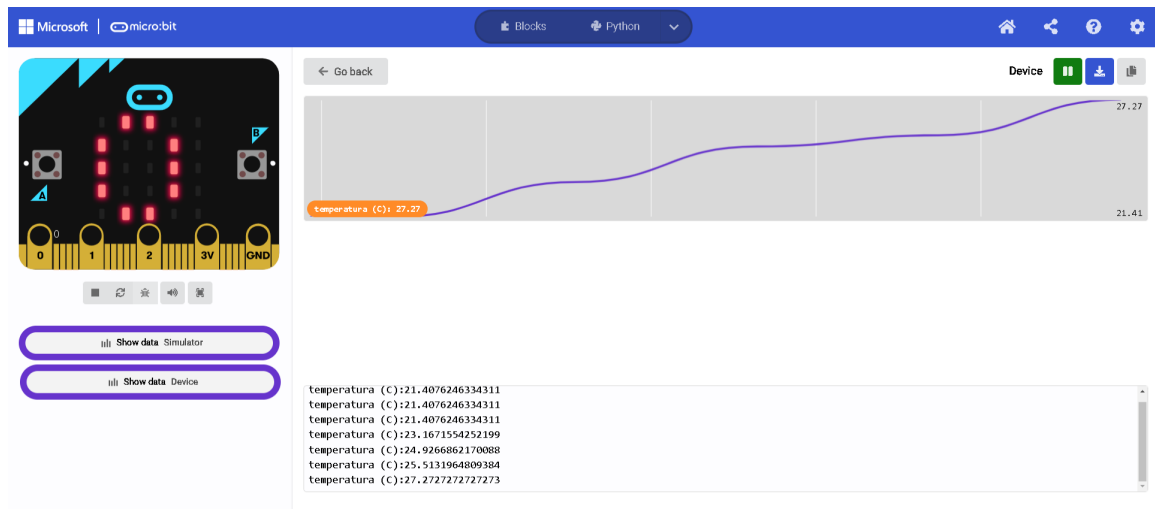 Microsoft micro:bit Blocks Python
Go back
Device
B
A
0
0 1 2 3V GND
27.27
temperatura (C): 27.27
21.41
Show data Simulator
Show data Device
temperatura (C):21.4076246334311
temperatura (C):21.4076246334311
temperatura (C):21.4076246334311
temperatura (C):23.1671554252199
temperatura (C):24.9266862170088
temperatura (C):25.5131964809384
temperatura (C):27.2727272727273